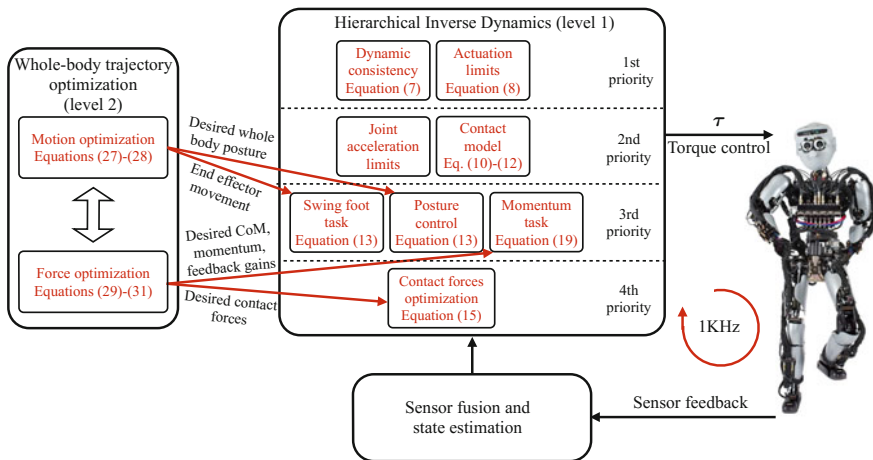 Whole-body trajectory
optimization
(level 2)
Motion optimization
Equations (27)-(28)
Force optimization
Equations (29)-(31)
Desired whole
body posture
End effector
movement
Desired CoM,
momentum,
feedback gains
Desired contact
forces
Hierarchical Inverse Dynamics (level 1)
Dynamic
consistency
Equation (7)
Actuation
limits
Equation (8)
1st
priority
Joint
acceleration
limits
Contact
model
Eq. (10)-(12)
2nd
priority
Swing foot
task
Equation (13)
Posture
control
Equation (13)
Momentum
task
Equation (19)
3rd
priority
Contact forces
optimization
Equation (15)
4th
priority
τ
Torque control
1KHz
Sensor feedback
Sensor fusion and
state estimation